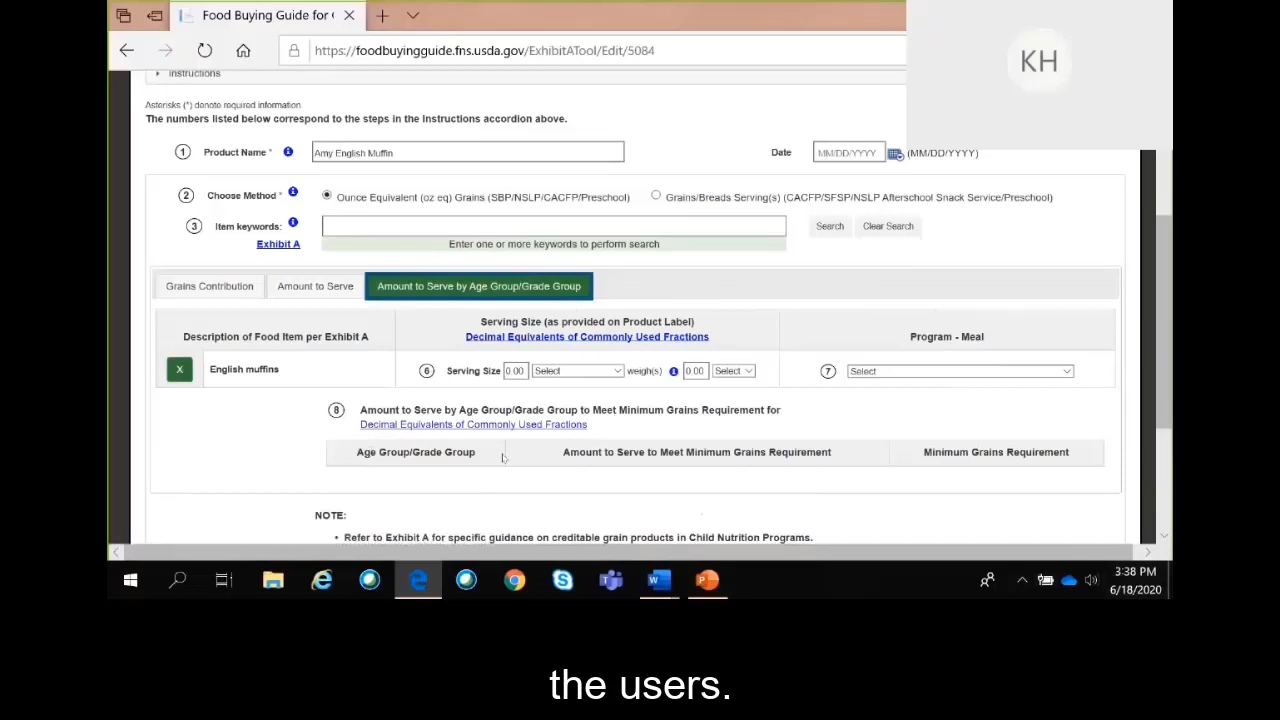 Food Buying Guide for C
KH
https://foodbuyingguide.fns.usda.gov/ExhibitATool/Edit/5084
Instructions
Asterisks (*) denote required information
The numbers listed below correspond to the steps in the Instructions accordion above.
1 Product Name * Amy English Muffin Date MM/DD/YYYY (MM/DD/YYYY)
2 Choose Method * Ounce Equivalent (oz eq) Grains (SBP/NSLP/CACFP/Preschool) Grains/Breads Serving(s) (CACFP/SFSP/NSLP Afterschool Snack Service/Preschool)
3 Item keywords: Search Clear Search
Exhibit A Enter one or more keywords to perform search
Grains Contribution Amount to Serve Amount to Serve by Age Group/Grade Group
Serving Size (as provided on Product Label)
Description of Food Item per Exhibit A Decimal Equivalents of Commonly Used Fractions Program - Meal
X English muffins 6 Serving Size 0.00 Select weigh(s) 0.00 Select 7 Select
8 Amount to Serve by Age Group/Grade Group to Meet Minimum Grains Requirement for
Decimal Equivalents of Commonly Used Fractions
Age Group/Grade Group Amount to Serve to Meet Minimum Grains Requirement Minimum Grains Requirement
NOTE:
• Refer to Exhibit A for specific guidance on creditable grain products in Child Nutrition Programs.
3:38 PM
6/18/2020
the users.